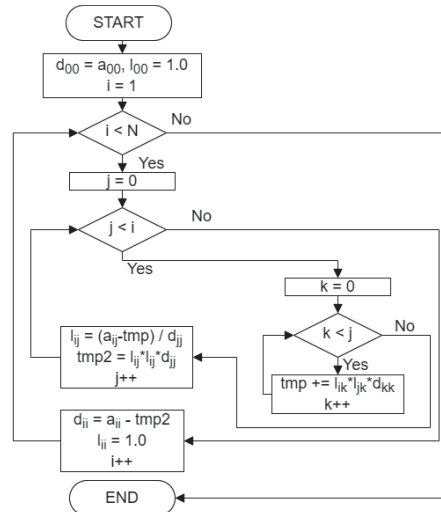 START
d00 = a00, l00 = 1.0
i = 1
i < N
No
Yes
j = 0
j < i
No
Yes
k = 0
k < j
No
Yes
tmp += lik*ljk*dkk
k++
lij = (aij-tmp) / djj
tmp2 = lij*lij*djj
j++
dii = aii - tmp2
lii = 1.0
i++
END